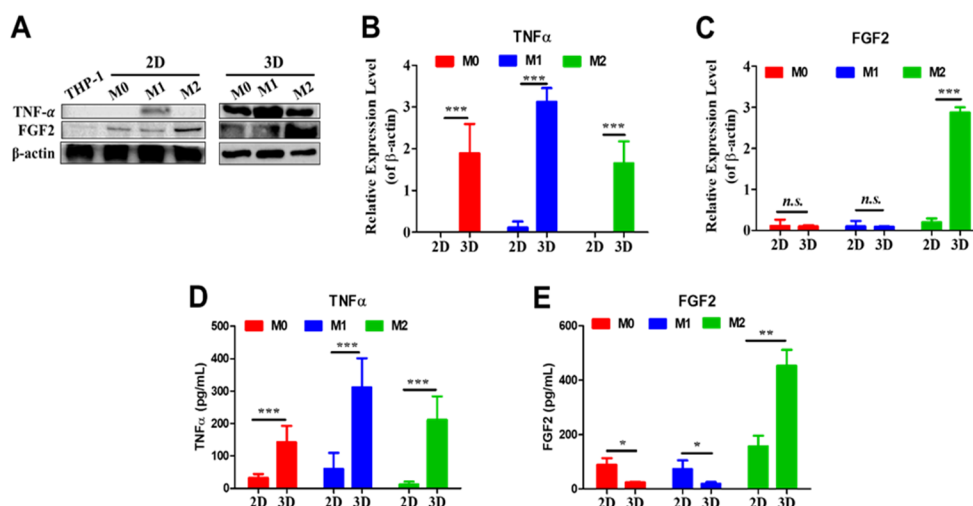 A
2D
3D
THP-1 M0 M1 M2 M0 M1 M2
TNF-α
FGF2
β-actin
B
TNFα
M0 M1 M2
Relative Expression Level
(of β-actin)
4
3
2
1
0
*** *** ***
2D 3D 2D 3D 2D 3D
C
FGF2
M0 M1 M2
Relative Expression Level
(of β-actin)
4
3
2
1
0
n.s. n.s. ***
2D 3D 2D 3D 2D 3D
D
TNFα
M0 M1 M2
TNFα (pg/mL)
500
400
300
200
100
0
*** *** ***
2D 3D 2D 3D 2D 3D
E
FGF2
M0 M1 M2
FGF2 (pg/mL)
600
400
200
0
* * **
2D 3D 2D 3D 2D 3D